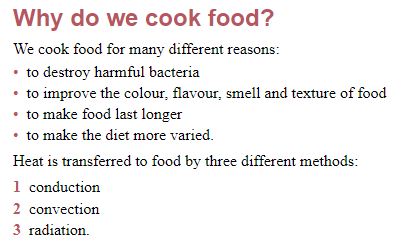 Why do we cook food?
We cook food for many different reasons:
• to destroy harmful bacteria
• to improve the colour, flavour, smell and texture of food
• to make food last longer
• to make the diet more varied.
Heat is transferred to food by three different methods:
1 conduction
2 convection
3 radiation.